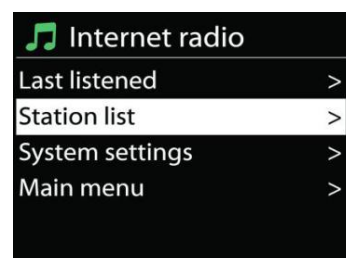 Internet radio
Last listened >
Station list >
System settings >
Main menu >